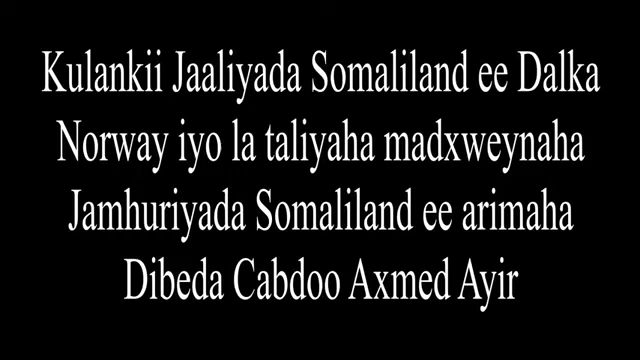 Kulankii Jaaliyada Somaliland ee Dalka
Norway iyo la taliyaha madxweynaha
Jamhuriyada Somaliland ee arimaha
Dibeda Cabdoo Axmed Ayir